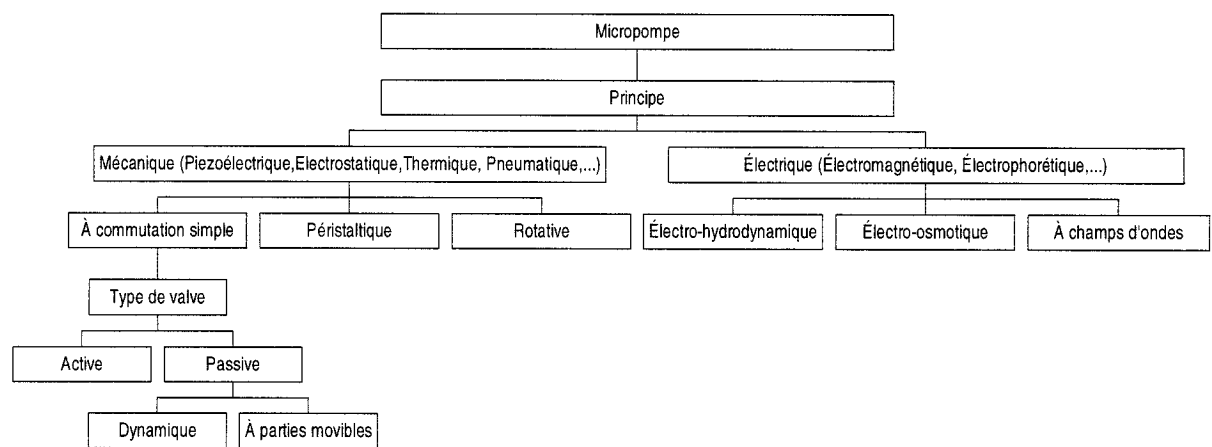 Micropompe
Principe
Mécanique (Piezoélectrique,Electrostatique,Thermique, Pneumatique,...)
Électrique (Électromagnétique, Électrophorétique,...)
À commutation simple
Péristaltique
Rotative
Électro-hydrodynamique
Électro-osmotique
À champs d'ondes
Type de valve
Active
Passive
Dynamique
À parties movibles